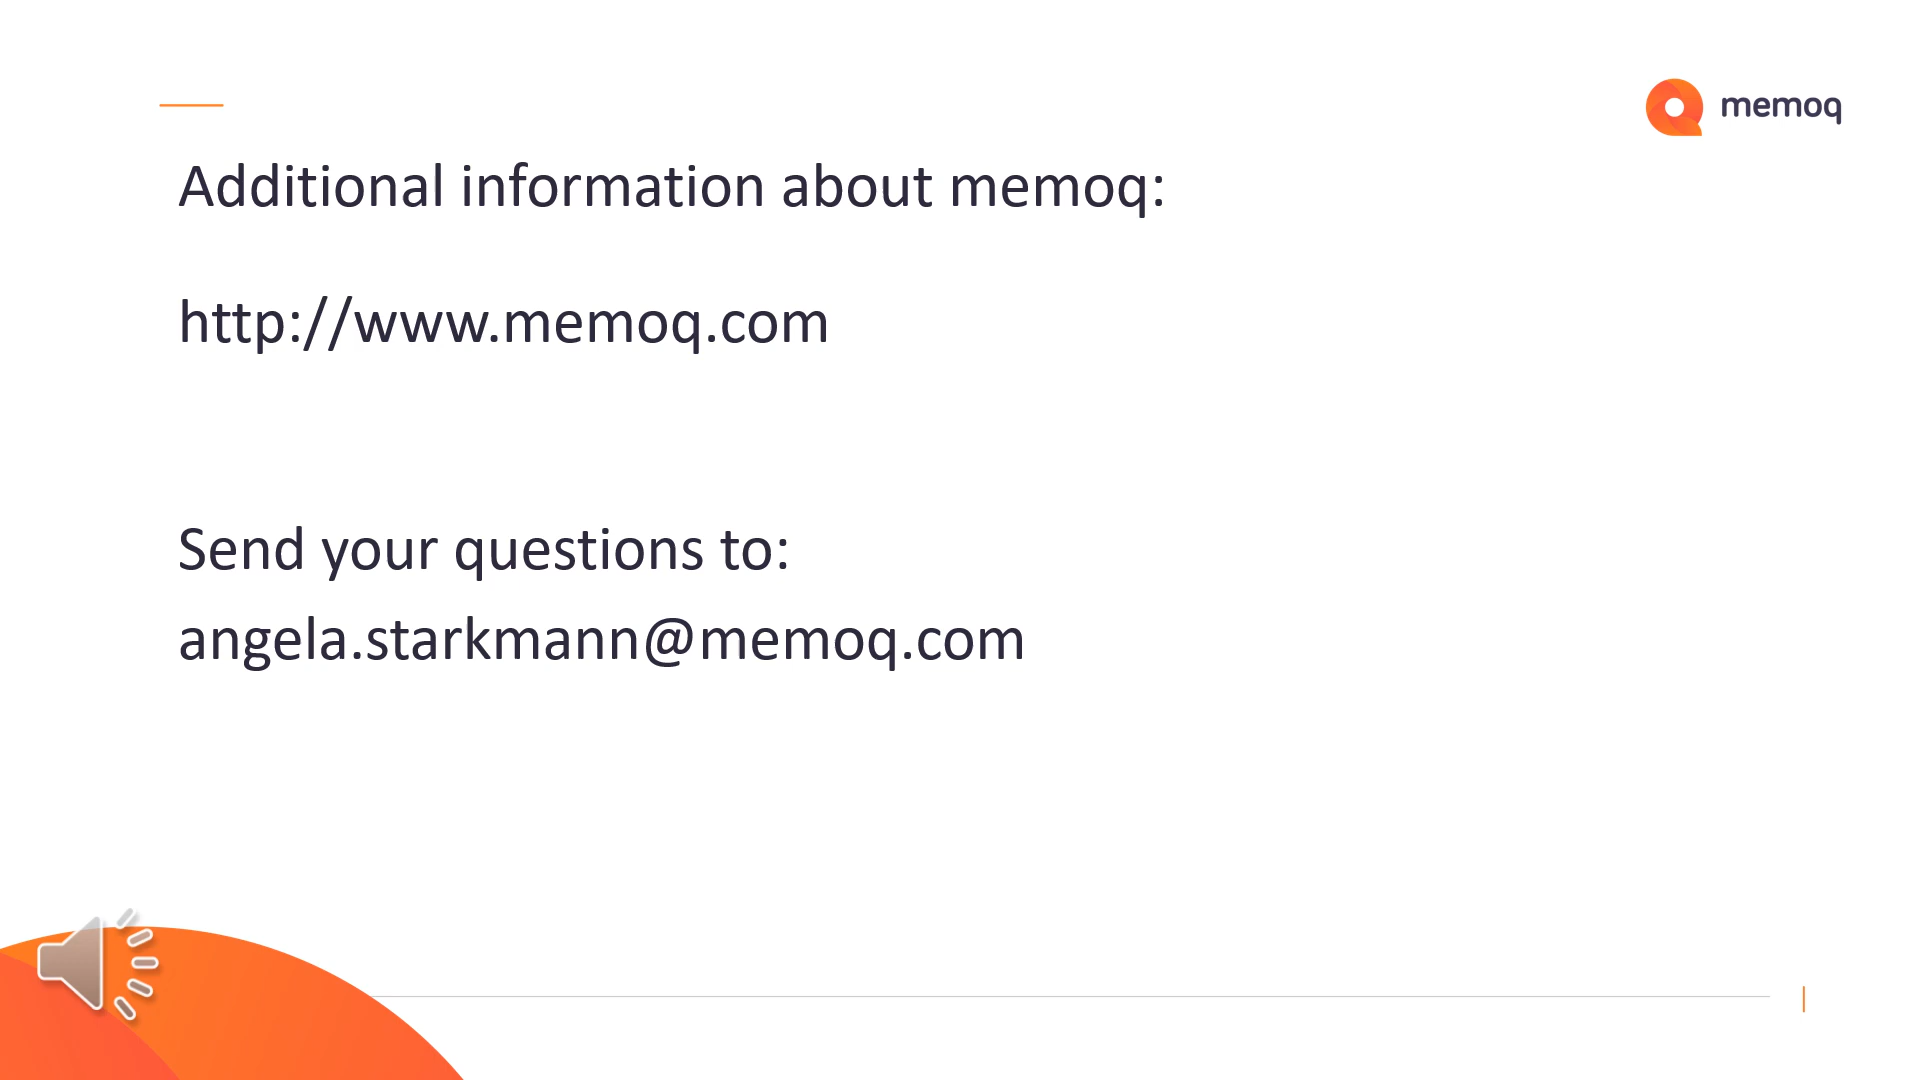 memoq
Additional information about memoq:
http://www.memoq.com
Send your questions to:
angela.starkmann@memoq.com